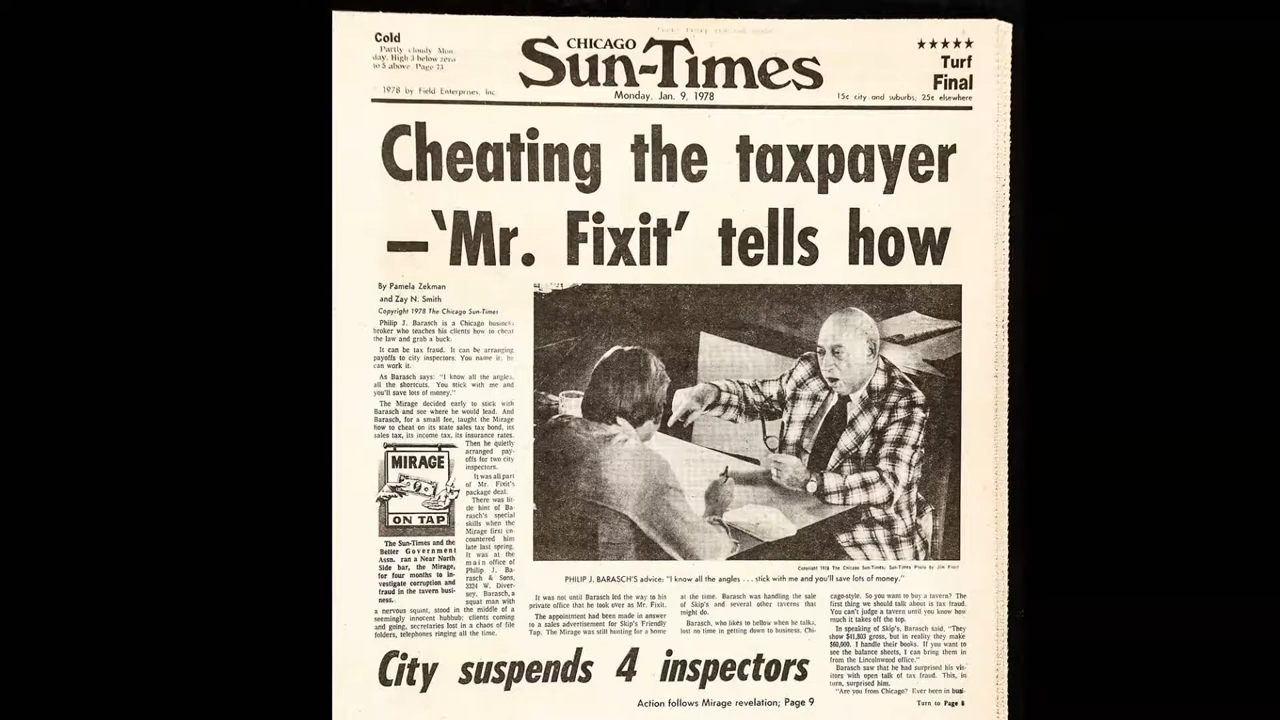 Cold
Partly cloudy Mon
day. High 3 below zero
to 5 above. Page 73
1978 by Field Enterprises, Inc.
CHICAGO
Sun-Times
Monday, Jan. 9, 1978
★★★★★
Turf
Final
15¢ city and suburbs; 25¢ elsewhere
Cheating the taxpayer
—'Mr. Fixit' tells how
By Pamela Zekman
and Zay N. Smith
Copyright 1978 The Chicago Sun-Times
Philip J. Barasch is a Chicago business
broker who teaches his clients how to cheat
the law and grab a buck.
It can be tax fraud. It can be arranging
payoffs to city inspectors. You name it; he
can work it.
As Barasch says: "I know all the angles,
all the shortcuts. You stick with me and
you'll save lots of money."
The Mirage decided early to stick with
Barasch and see where he would lead. And
Barasch, for a small fee, taught the Mirage
how to cheat on its state sales tax bond, its
sales tax, its income tax, its insurance rates.
Then he quietly
arranged pay-
offs for two city
inspectors.
It was all part
of Mr. Fixit's
package deal.
There was lit-
tle hint of Ba-
rasch's special
skills when the
Mirage first en-
countered him
late last spring.
It was at the
main office of
Philip J. Ba-
rasch & Sons,
3324 W. Diver-
sey. Barasch, a
squat man with
MIRAGE
ON TAP
The Sun-Times and the
Better Government
Assn. ran a Near North
Side bar, the Mirage,
for four months to in-
vestigate corruption and
fraud in the tavern busi-
ness.
a nervous squint, stood in the middle of a
seemingly innocent hubbub; clients coming
and going, secretaries lost in a chaos of file
folders, telephones ringing all the time.
Copyright 1978 The Chicago Sun-Times; Sun-Times Photo by Jim Frost
PHILIP J. BARASCH'S advice: "I know all the angles . . . stick with me and you'll save lots of money."
It was not until Barasch led the way to his
private office that he took over as Mr. Fixit.
The appointment had been made in answer
to a sales advertisement for Skip's Friendly
Tap. The Mirage was still hunting for a home
at the time. Barasch was handling the sale
of Skip's and several other taverns that
might do.
Barasch, who likes to bellow when he talks,
lost no time in getting down to business, Chi-
cago-style. So you want to buy a tavern? The
first thing we should talk about is tax fraud.
You can't judge a tavern until you know how
much it takes off the top.
In speaking of Skip's, Barasch said, "They
show $41,803 gross, but in reality they make
$60,000. I handle their books. If you want to
see the balance sheets, I can bring them in
from the Lincolnwood office."
Barasch saw that he had surprised his vis-
itors with open talk of tax fraud. This, in
turn, surprised him.
"Are you from Chicago? Ever been in busi-
Turn to Page 8
City suspends 4 inspectors
Action follows Mirage revelation; Page 9